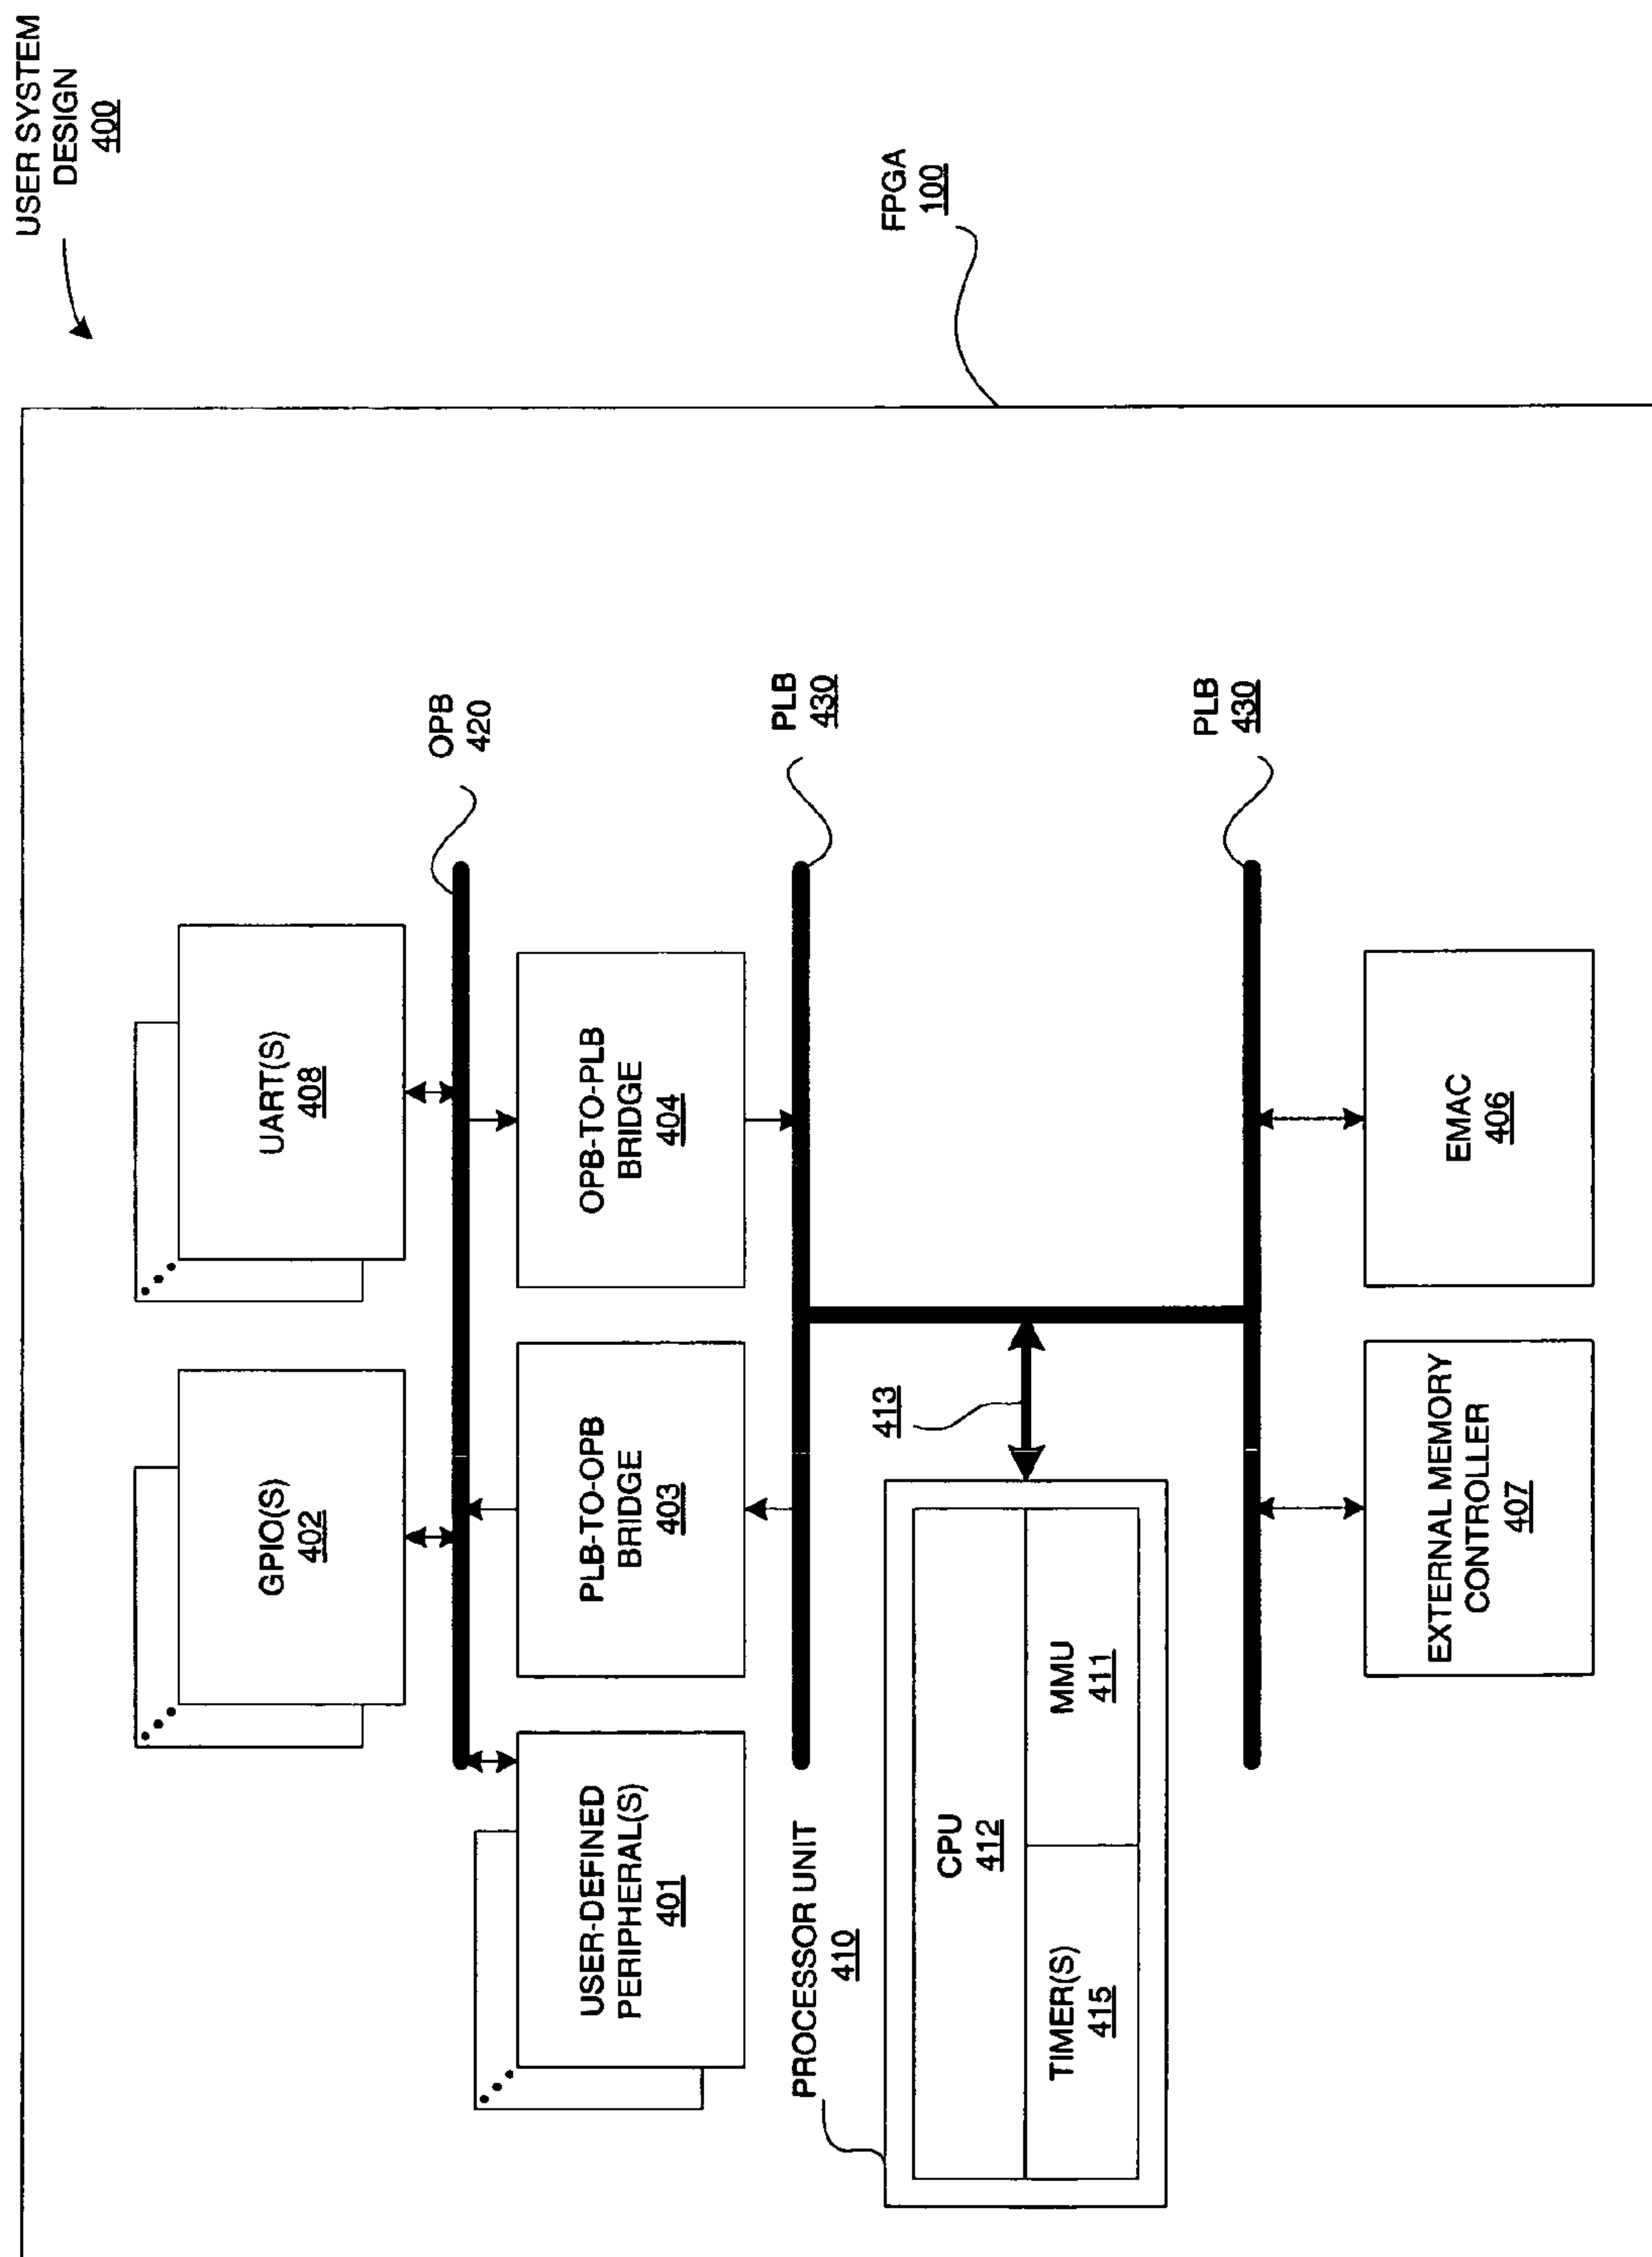 USER SYSTEM
DESIGN
400
FPGA
100
UART(S)
408
GPIO(S)
402
OPB
420
OPB-TO-PLB
BRIDGE
404
PLB-TO-OPB
BRIDGE
403
USER-DEFINED
PERIPHERAL(S)
401
PLB
430
PROCESSOR UNIT
410
413
CPU
412
MMU
411
TIMER(S)
415
PLB
430
EMAC
406
EXTERNAL MEMORY
CONTROLLER
407